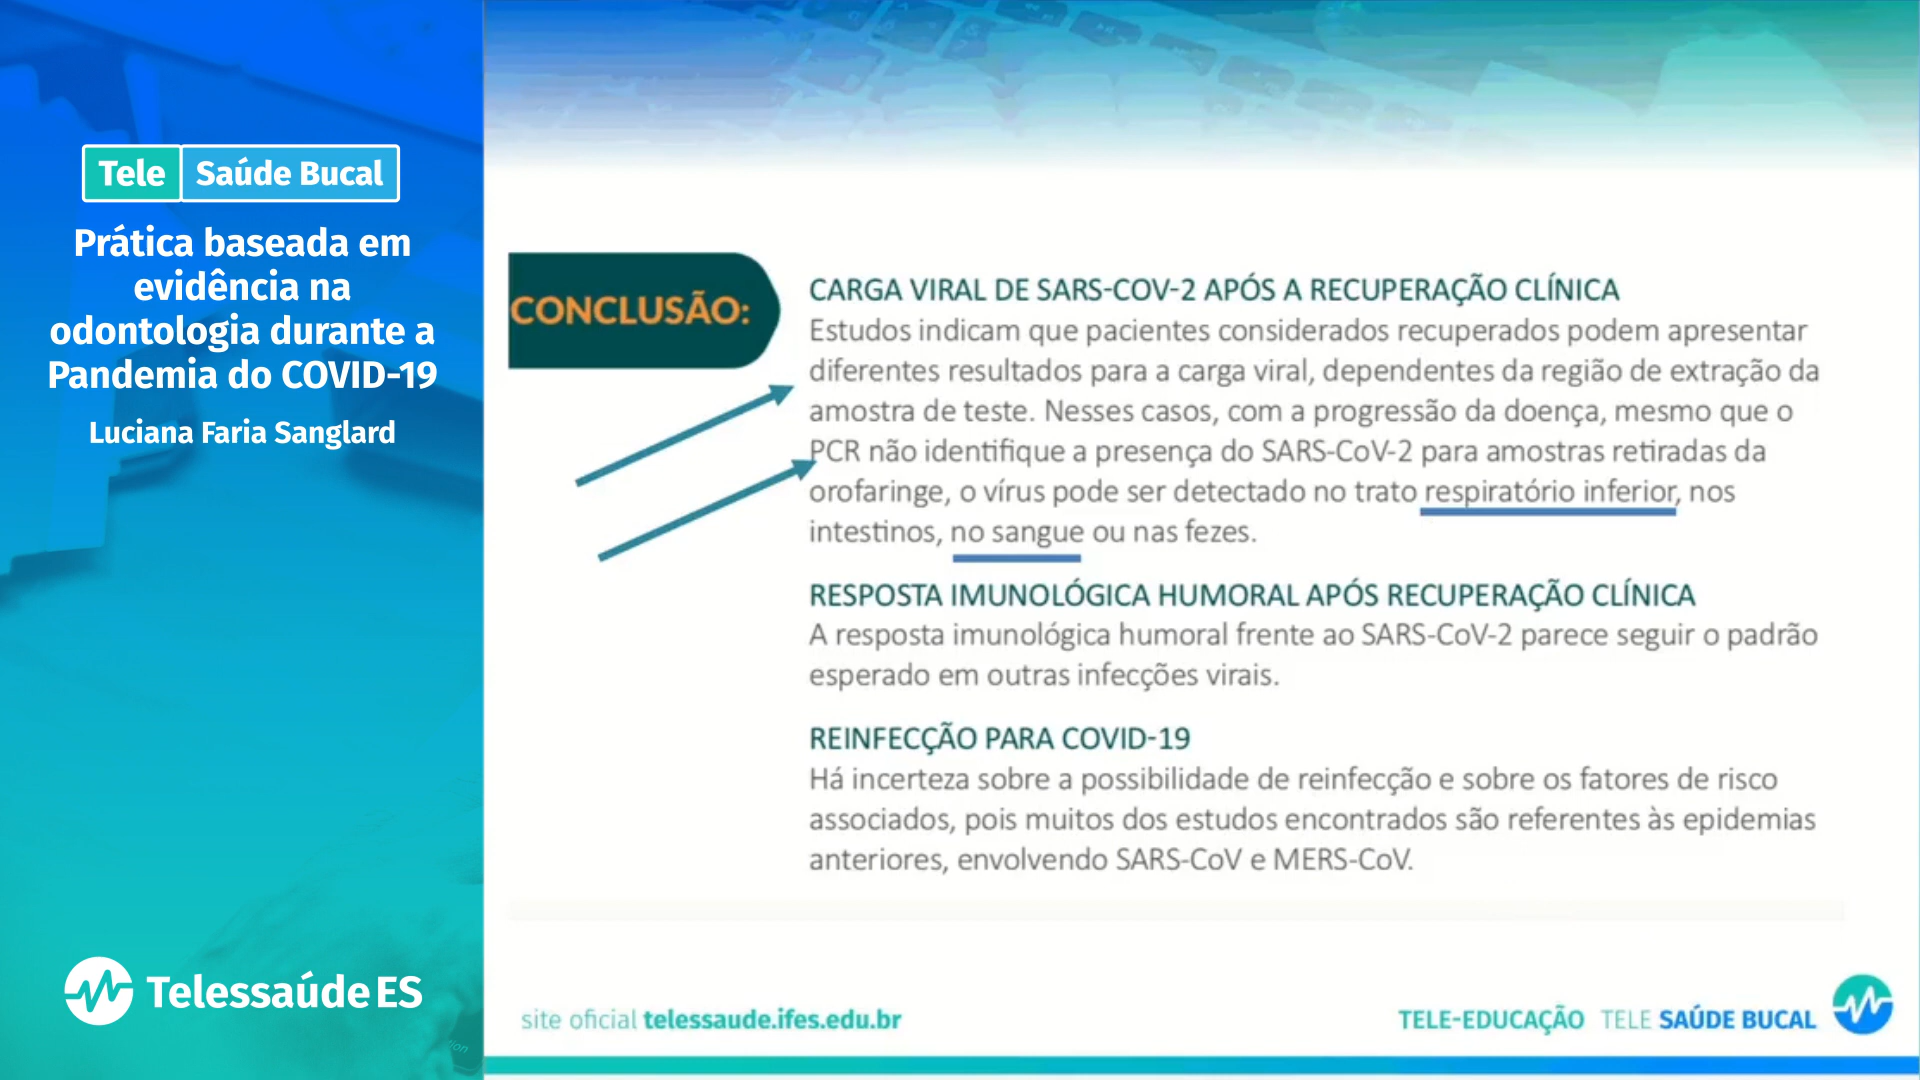 Tele Saúde Bucal
Prática baseada em
evidência na
odontologia durante a
Pandemia do COVID-19
Luciana Faria Sanglard
TelessaúdeES
CONCLUSÃO:
CARGA VIRAL DE SARS-COV-2 APÓS A RECUPERAÇÃO CLÍNICA
Estudos indicam que pacientes considerados recuperados podem apresentar
diferentes resultados para a carga viral, dependentes da região de extração da
amostra de teste. Nesses casos, com a progressão da doença, mesmo que o
PCR não identifique a presença do SARS-CoV-2 para amostras retiradas da
orofaringe, o vírus pode ser detectado no trato respiratório inferior, nos
intestinos, no sangue ou nas fezes.
RESPOSTA IMUNOLÓGICA HUMORAL APÓS RECUPERAÇÃO CLÍNICA
A resposta imunológica humoral frente ao SARS-CoV-2 parece seguir o padrão
esperado em outras infecções virais.
REINFECÇÃO PARA COVID-19
Há incerteza sobre a possibilidade de reinfecção e sobre os fatores de risco
associados, pois muitos dos estudos encontrados são referentes às epidemias
anteriores, envolvendo SARS-CoV e MERS-CoV.
site oficial telessaude.ifes.edu.br
TELE-EDUCAÇÃO TELE SAÚDE BUCAL